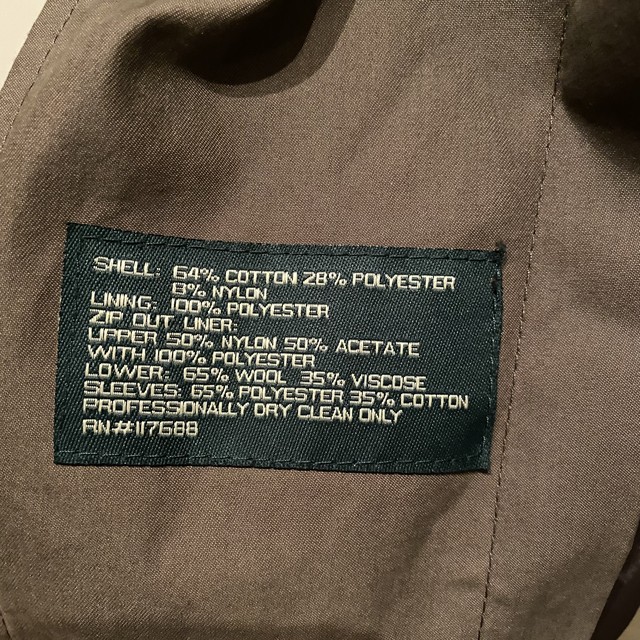 SHELL: 64% COTTON 28% POLYESTER
8% NYLON
LINING: 100% POLYESTER
ZIP OUT LINER:
UPPER 50% NYLON 50% ACETATE
WITH 100% POLYESTER
LOWER: 65% WOOL 35% VISCOSE
SLEEVES: 65% POLYESTER 35% COTTON
PROFESSIONALLY DRY CLEAN ONLY
RN#117688